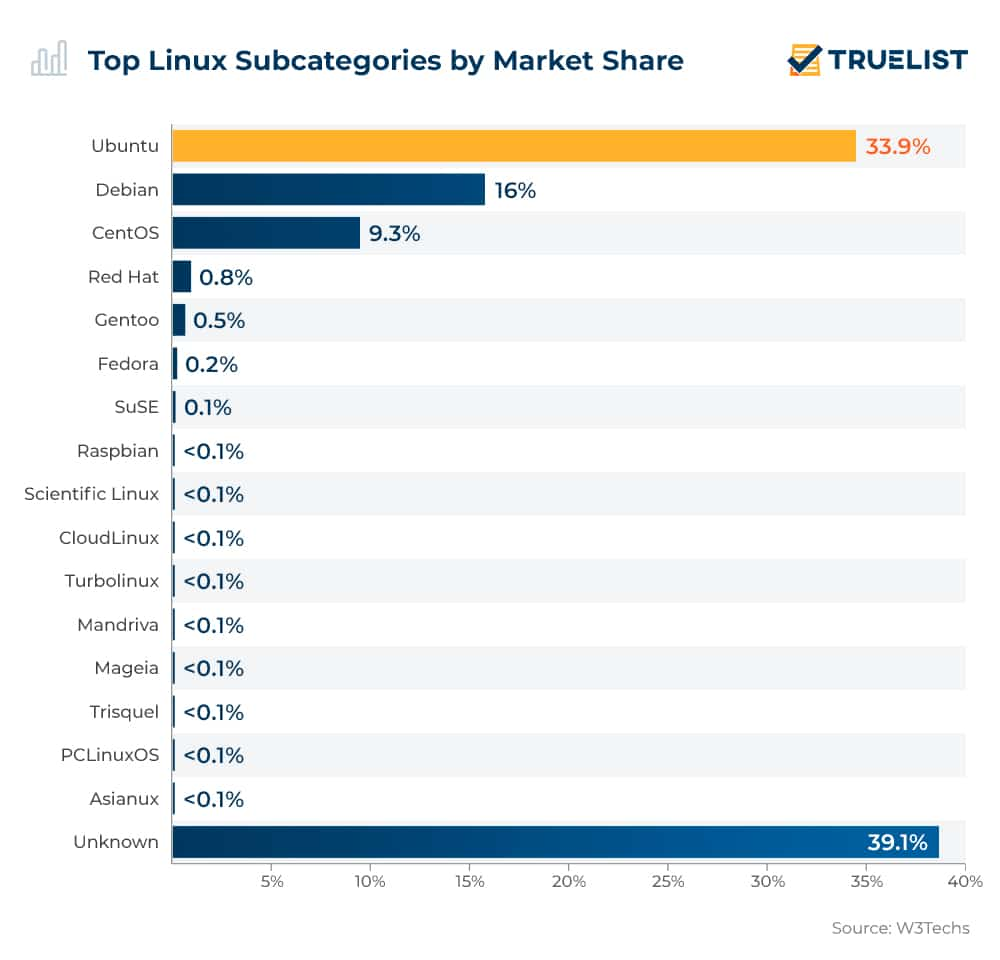 Top Linux Subcategories by Market Share
TRUELIST
Ubuntu 33.9%
Debian 16%
CentOS 9.3%
Red Hat 0.8%
Gentoo 0.5%
Fedora 0.2%
SuSE 0.1%
Raspbian <0.1%
Scientific Linux <0.1%
CloudLinux <0.1%
Turbolinux <0.1%
Mandriva <0.1%
Mageia <0.1%
Trisquel <0.1%
PCLinuxOS <0.1%
Asianux <0.1%
Unknown 39.1%
5% 10% 15% 20% 25% 30% 35% 40%
Source: W3Techs